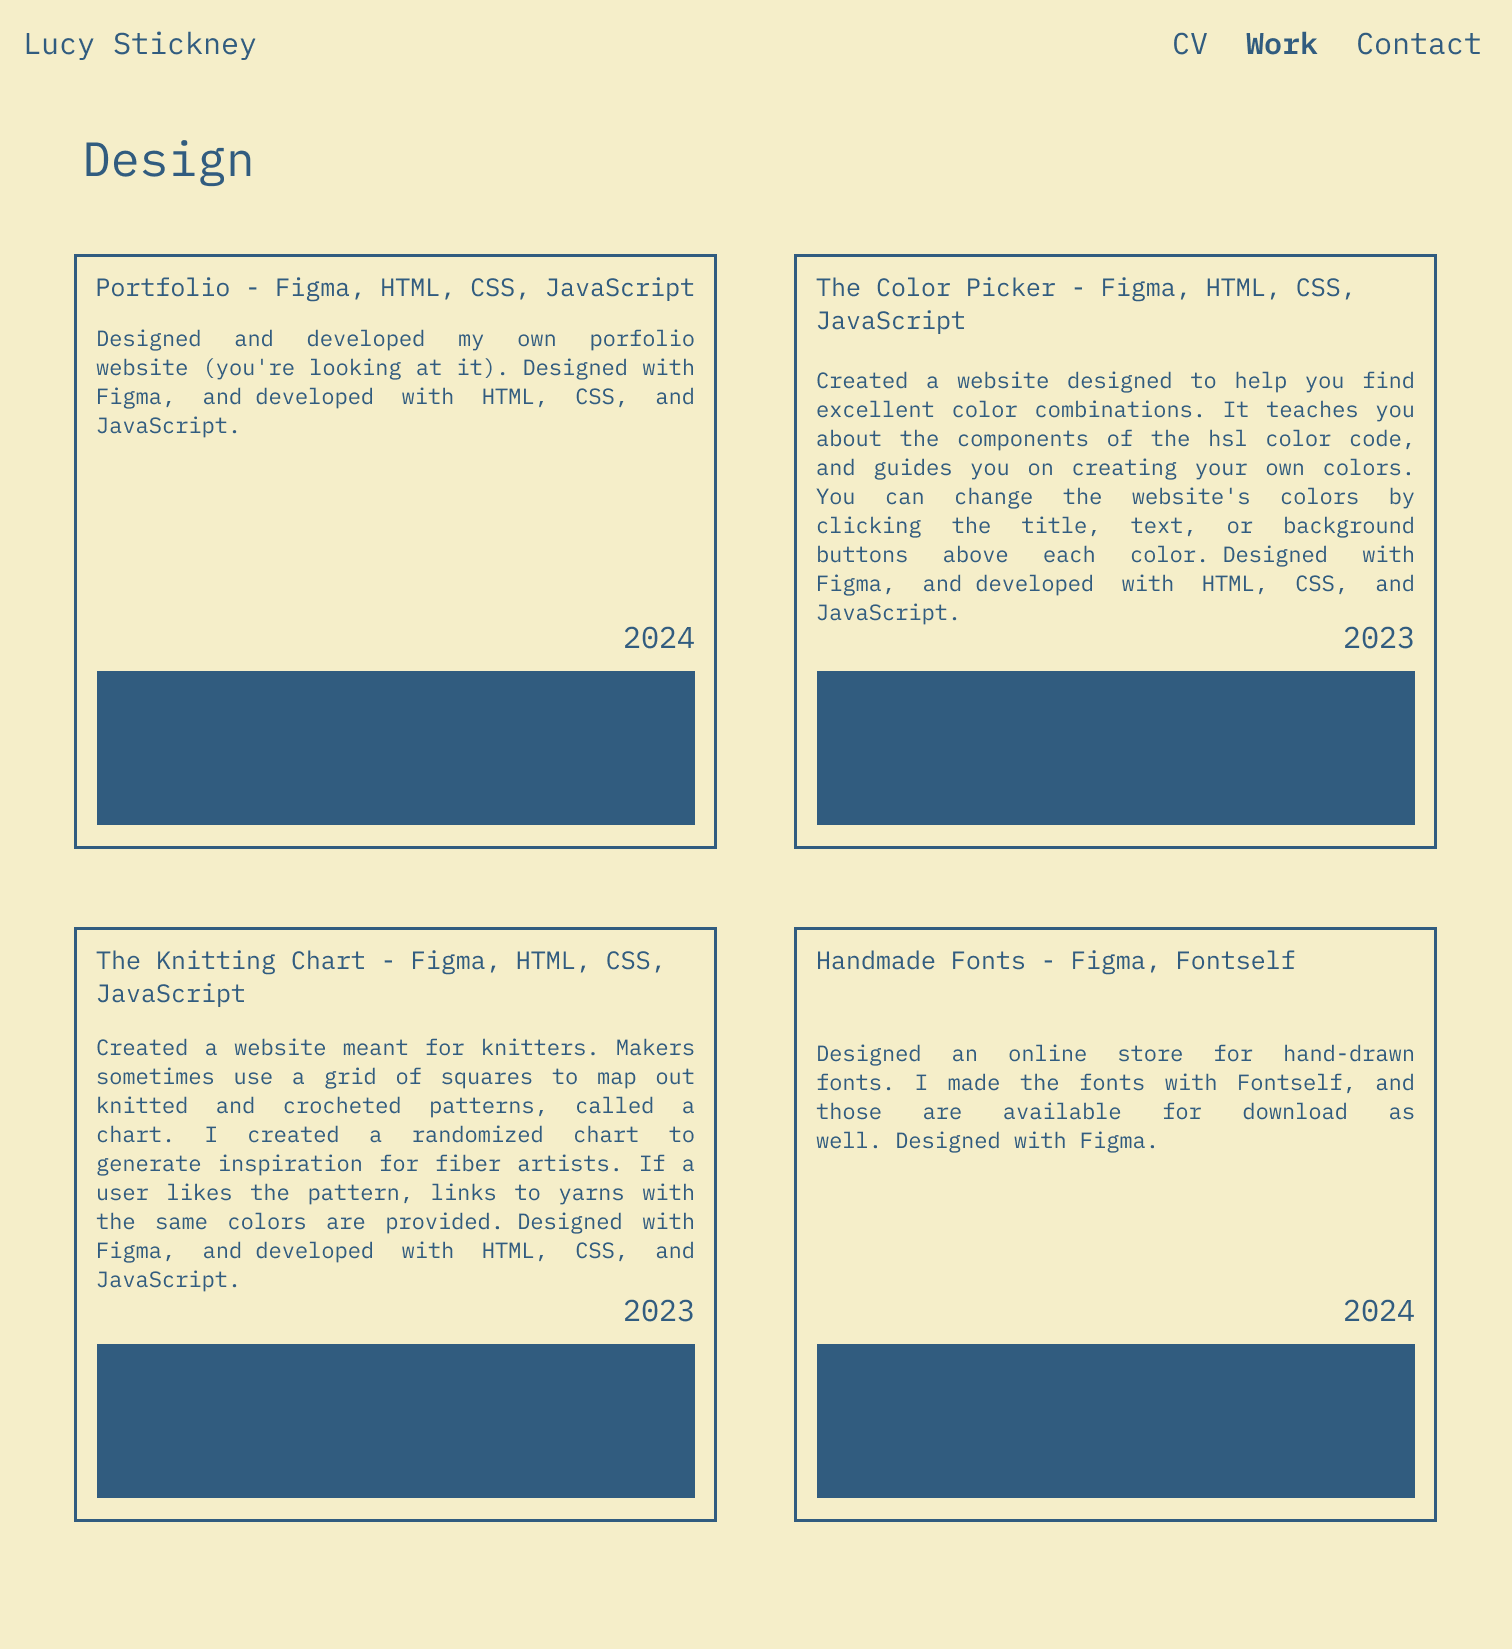 Lucy Stickney
CV Work Contact
Design
Portfolio - Figma, HTML, CSS, JavaScript
Designed and developed my own porfolio
website (you're looking at it). Designed with
Figma, and developed with HTML, CSS, and
JavaScript.
2024
The Color Picker - Figma, HTML, CSS,
JavaScript
Created a website designed to help you find
excellent color combinations. It teaches you
about the components of the hsl color code,
and guides you on creating your own colors.
You can change the website's colors by
clicking the title, text, or background
buttons above each color. Designed with
Figma, and developed with HTML, CSS, and
JavaScript.
2023
The Knitting Chart - Figma, HTML, CSS,
JavaScript
Created a website meant for knitters. Makers
sometimes use a grid of squares to map out
knitted and crocheted patterns, called a
chart. I created a randomized chart to
generate inspiration for fiber artists. If a
user likes the pattern, links to yarns with
the same colors are provided. Designed with
Figma, and developed with HTML, CSS, and
JavaScript.
2023
Handmade Fonts - Figma, Fontself
Designed an online store for hand-drawn
fonts. I made the fonts with Fontself, and
those are available for download as
well. Designed with Figma.
2024